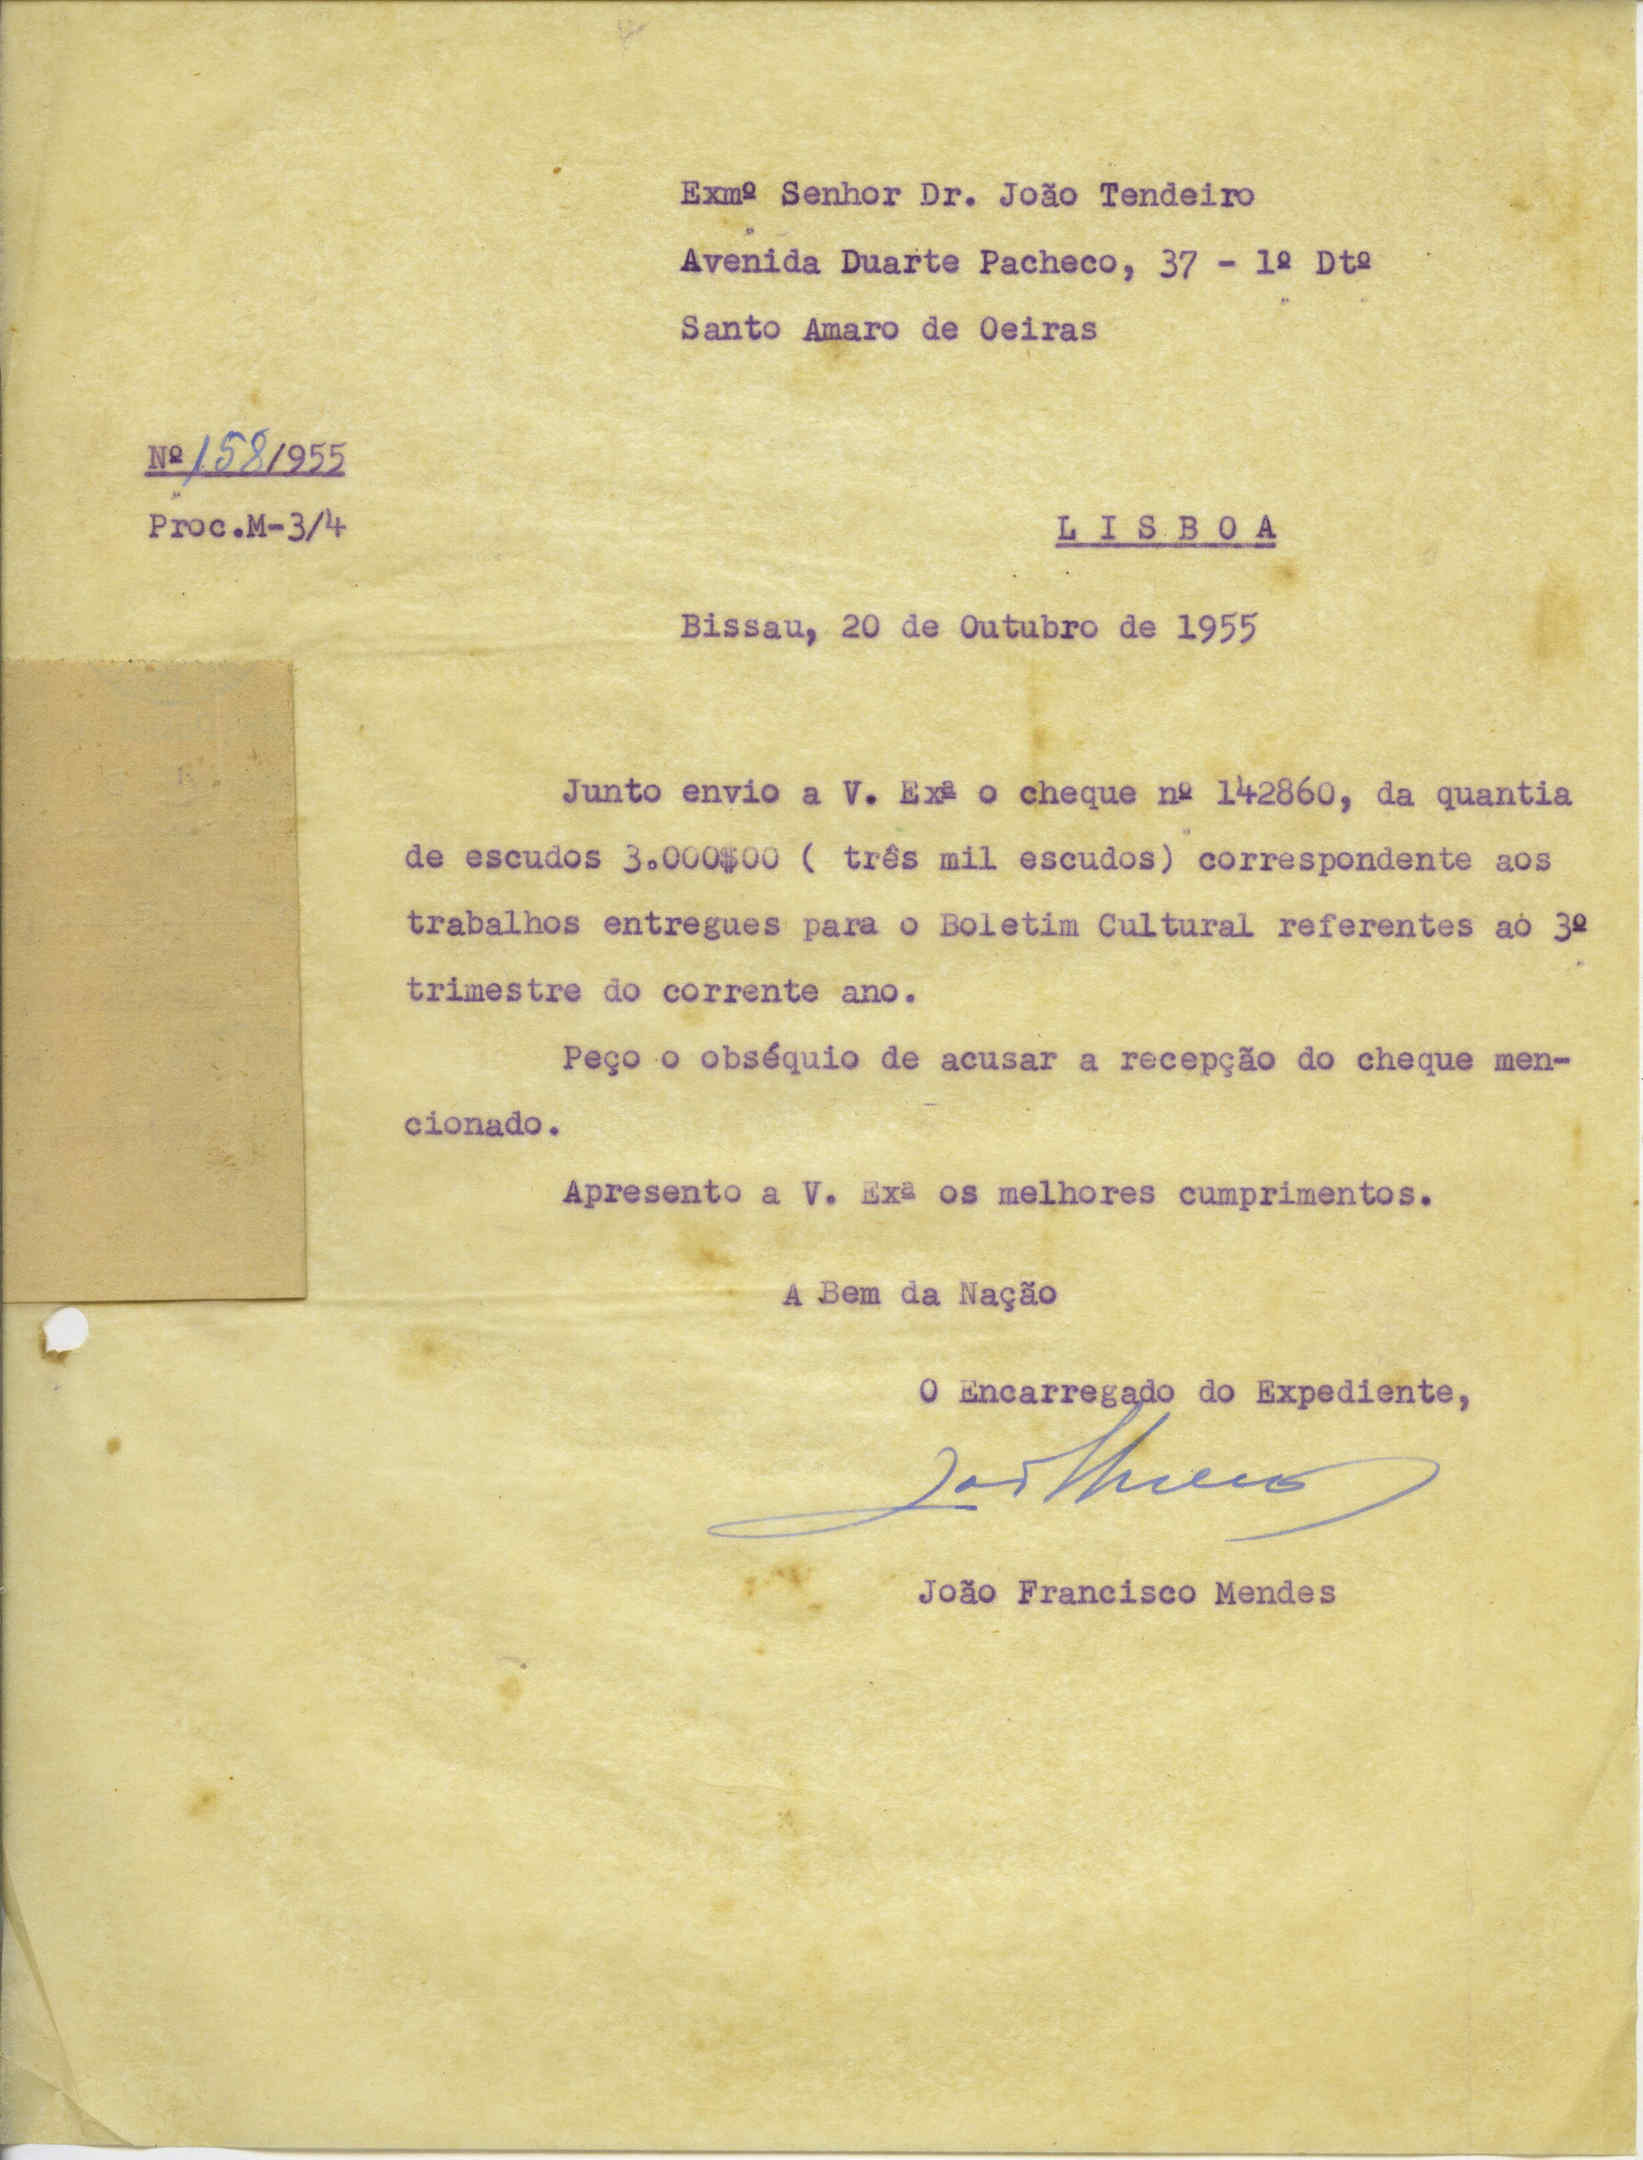 Exmº Senhor Dr. João Tendeiro
Avenida Duarte Pacheco, 37 - 1º Dtº
Santo Amaro de Oeiras
Nº 158/955
Proc.M-3/4
L I S B O A
Bissau, 20 de Outubro de 1955
Junto envio a V. Exª o cheque nº 142860, da quantia
de escudos 3.000$00 ( três mil escudos) correspondente aos
trabalhos entregues para o Boletim Cultural referentes ao 3º
trimestre do corrente ano.
Peço o obséquio de acusar a recepção do cheque men-
cionado.
Apresento a V. Exª os melhores cumprimentos.
A Bem da Nação
O Encarregado do Expediente,
João Francisco Mendes